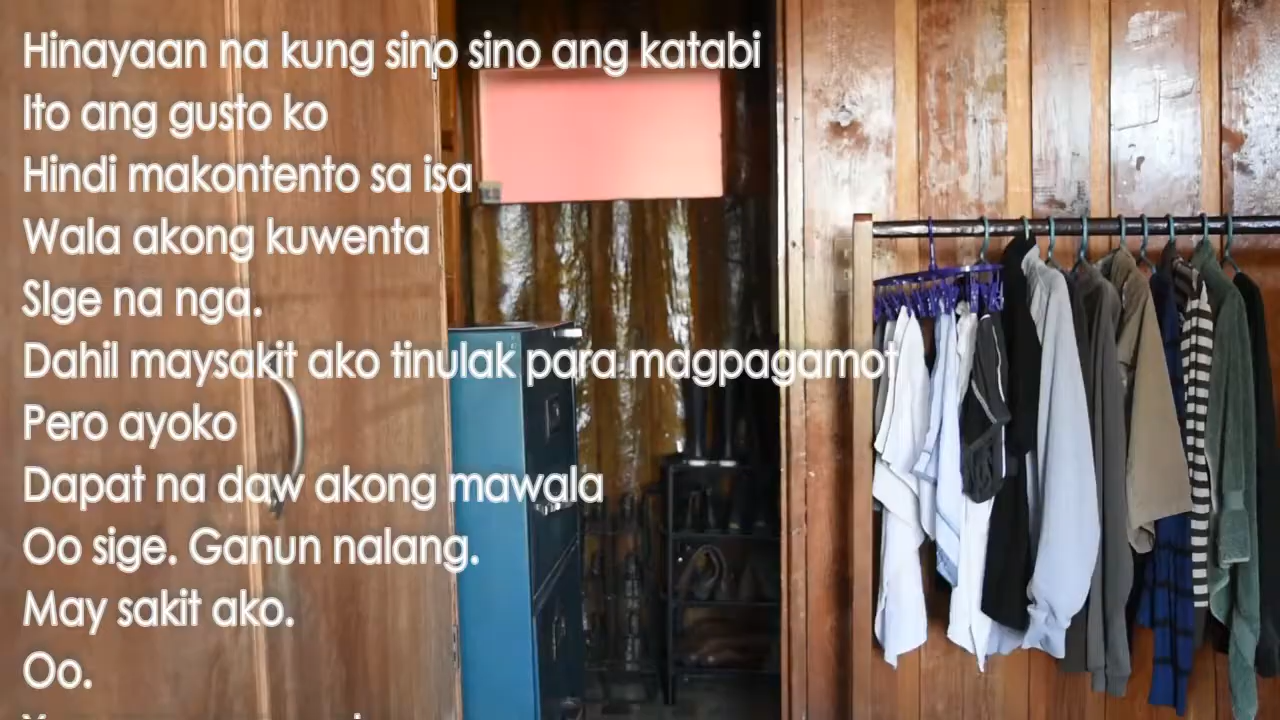 Hinayaan na kung sino sino ang katabi
Ito ang gusto ko
Hindi makontento sa isa
Wala akong kuwenta
SIge na nga.
Dahil maysakit ako tinulak para magpagamot
Pero ayoko
Dapat na daw akong mawala
Oo sige. Ganun nalang.
May sakit ako.
Oo.